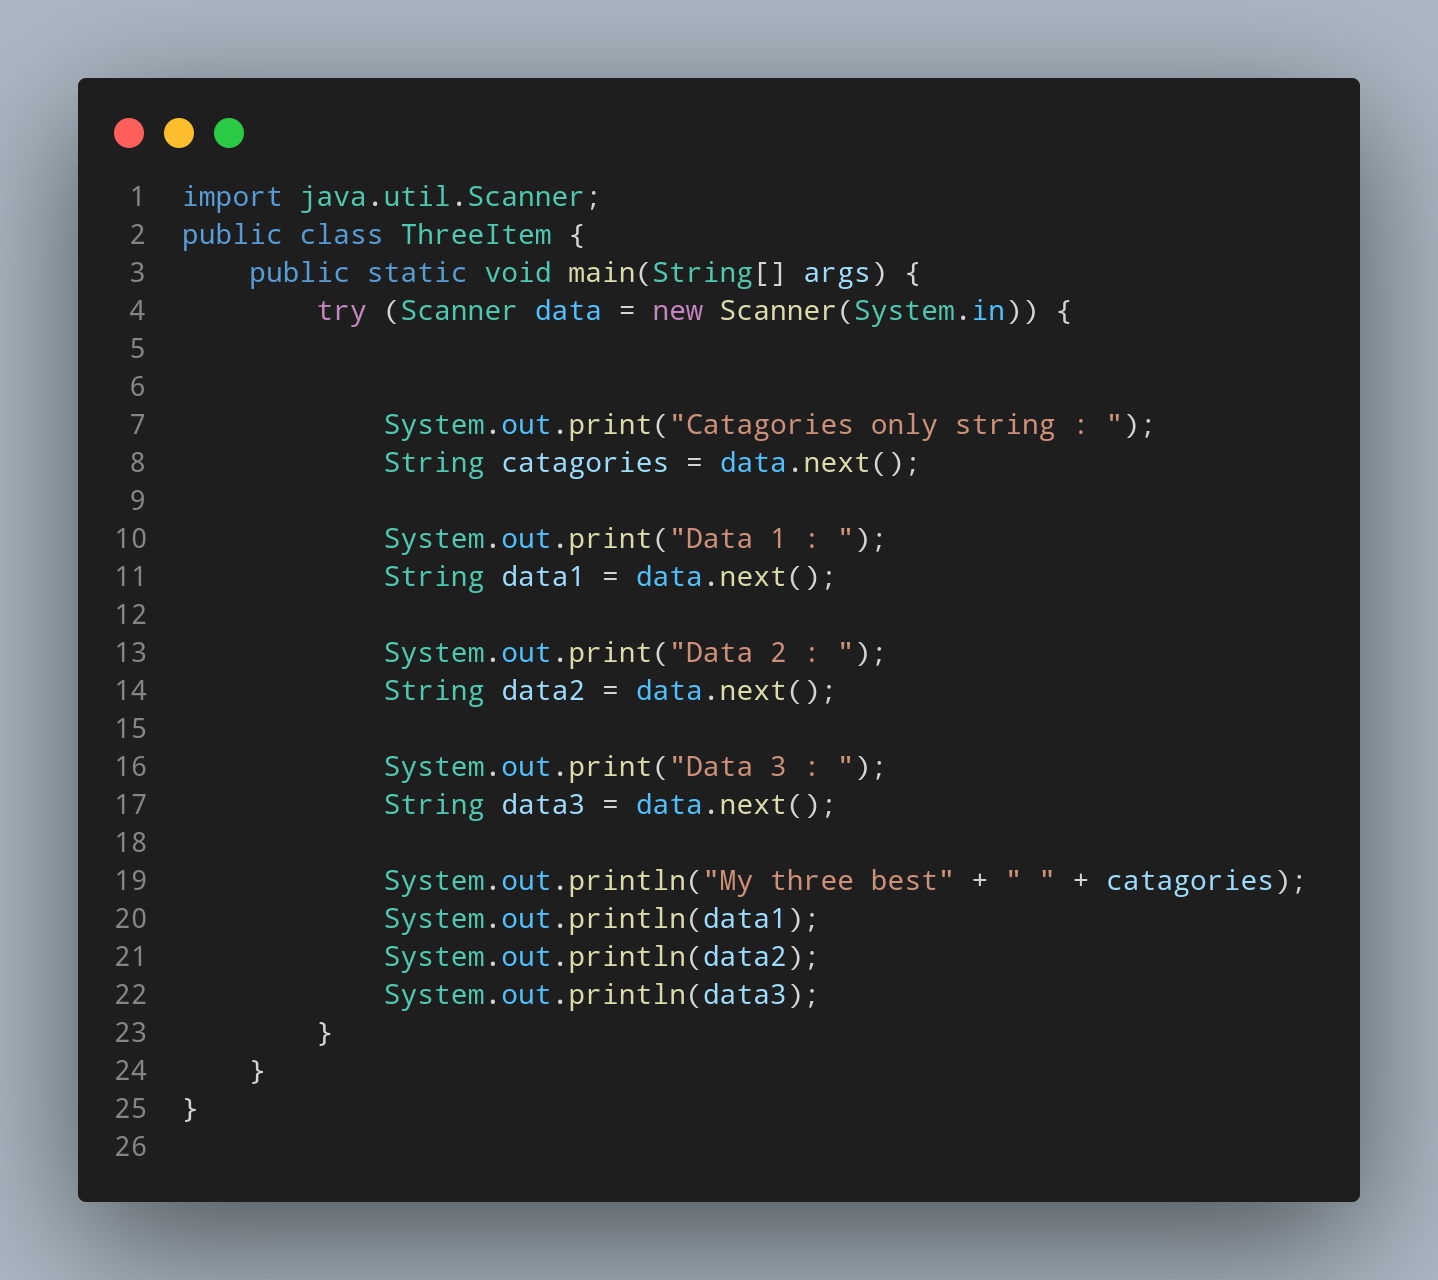 1 import java.util.Scanner;
2 public class ThreeItem {
3     public static void main(String[] args) {
4         try (Scanner data = new Scanner(System.in)) {
5
6
7             System.out.print("Catagories only string : ");
8             String catagories = data.next();
9
10             System.out.print("Data 1 : ");
11             String data1 = data.next();
12
13             System.out.print("Data 2 : ");
14             String data2 = data.next();
15
16             System.out.print("Data 3 : ");
17             String data3 = data.next();
18
19             System.out.println("My three best" + " " + catagories);
20             System.out.println(data1);
21             System.out.println(data2);
22             System.out.println(data3);
23         }
24     }
25 }
26